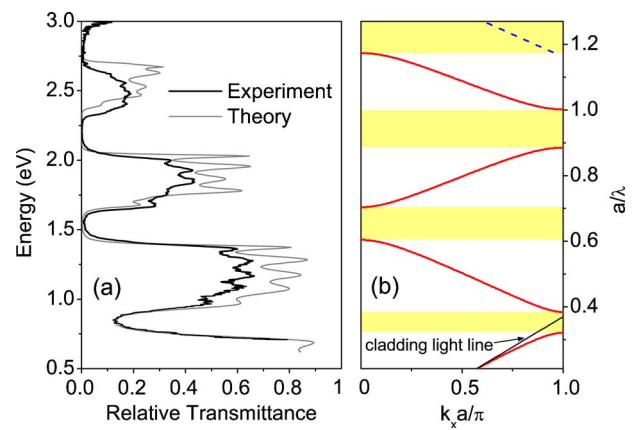 3.0
2.5
2.0
1.5
1.0
0.5
Energy (eV)
Experiment
Theory
(a)
0.0 0.2 0.4 0.6 0.8 1
Relative Transmittance
(b)
cladding light line
0.0 0.5 1.0
kₓa/π
1.2
1.0
0.8
0.6
0.4
a/λ